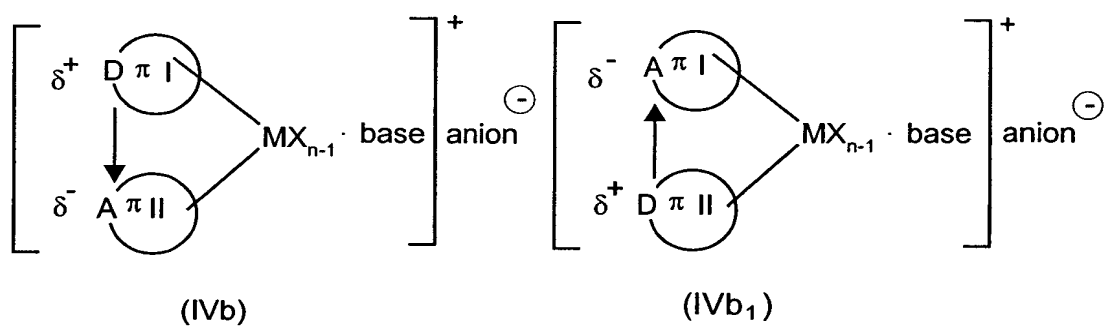 δ⁺ D π I MXₙ₋₁ · base anion⊖ +
δ⁻ A π II
(IVb)
δ⁻ A π I MXₙ₋₁ · base anion⊖ +
δ⁺ D π II
(IVb₁)